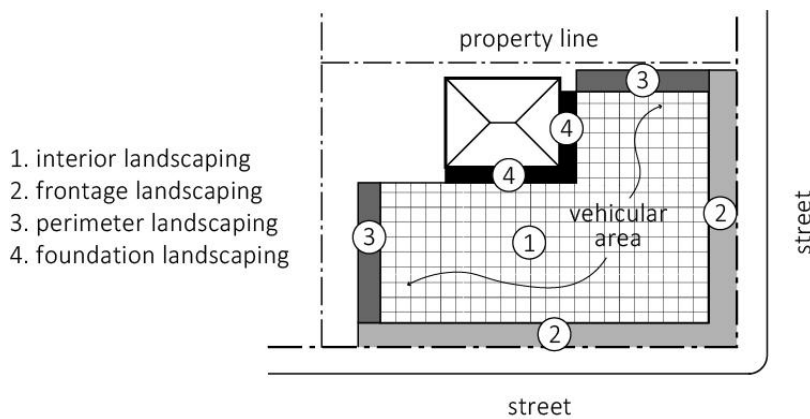 property line
3
4
1. interior landscaping
2. frontage landscaping
3. perimeter landscaping
4. foundation landscaping
4
3
1
vehicular
area
2
street
2
street